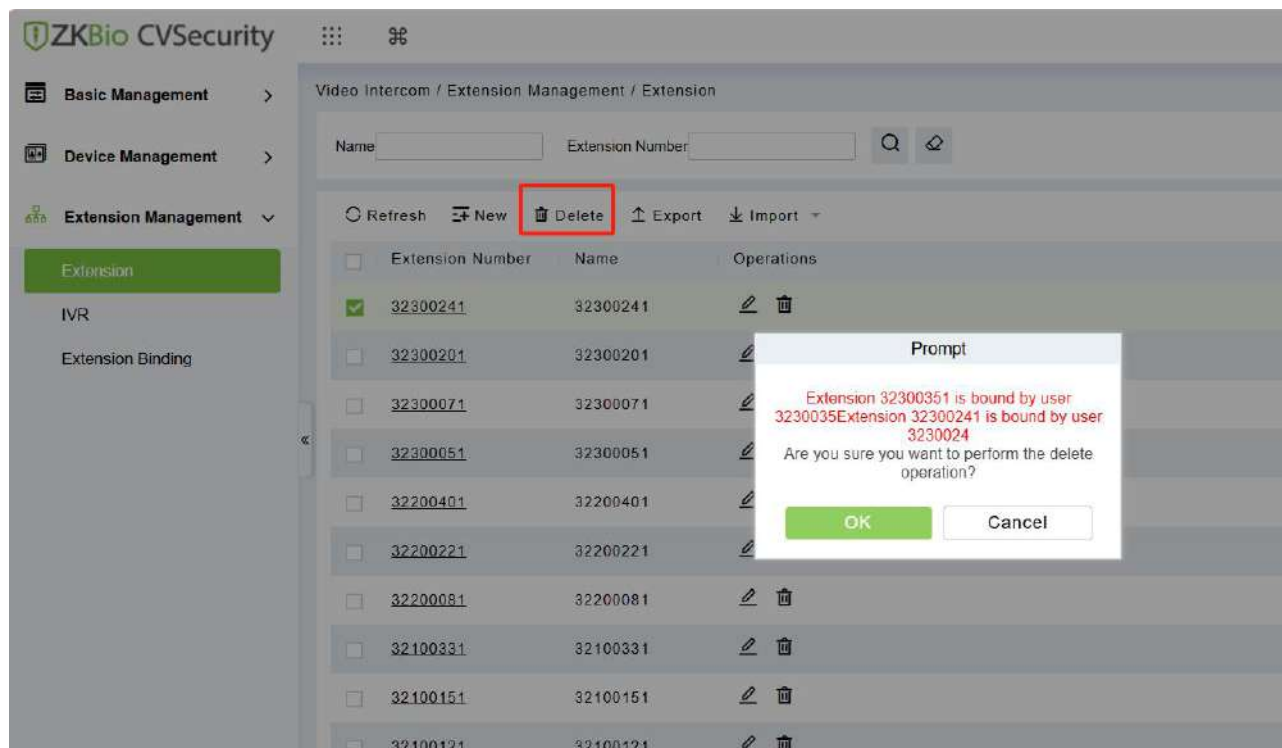 ZKBio CVSecurity
Basic Management
Device Management
Extension Management
Extension
IVR
Extension Binding
Video Intercom / Extension Management / Extension
Name
Extension Number
Refresh New Delete Export Import
Extension Number Name Operations
32300241 32300241
32300201 32300201
32300071 32300071
32300051 32300051
32200401 32200401
32200221 32200221
32200081 32200081
32100331 32100331
32100151 32100151
32100121 32100121
Prompt
Extension 32300351 is bound by user
3230035Extension 32300241 is bound by user
3230024
Are you sure you want to perform the delete
operation?
OK Cancel